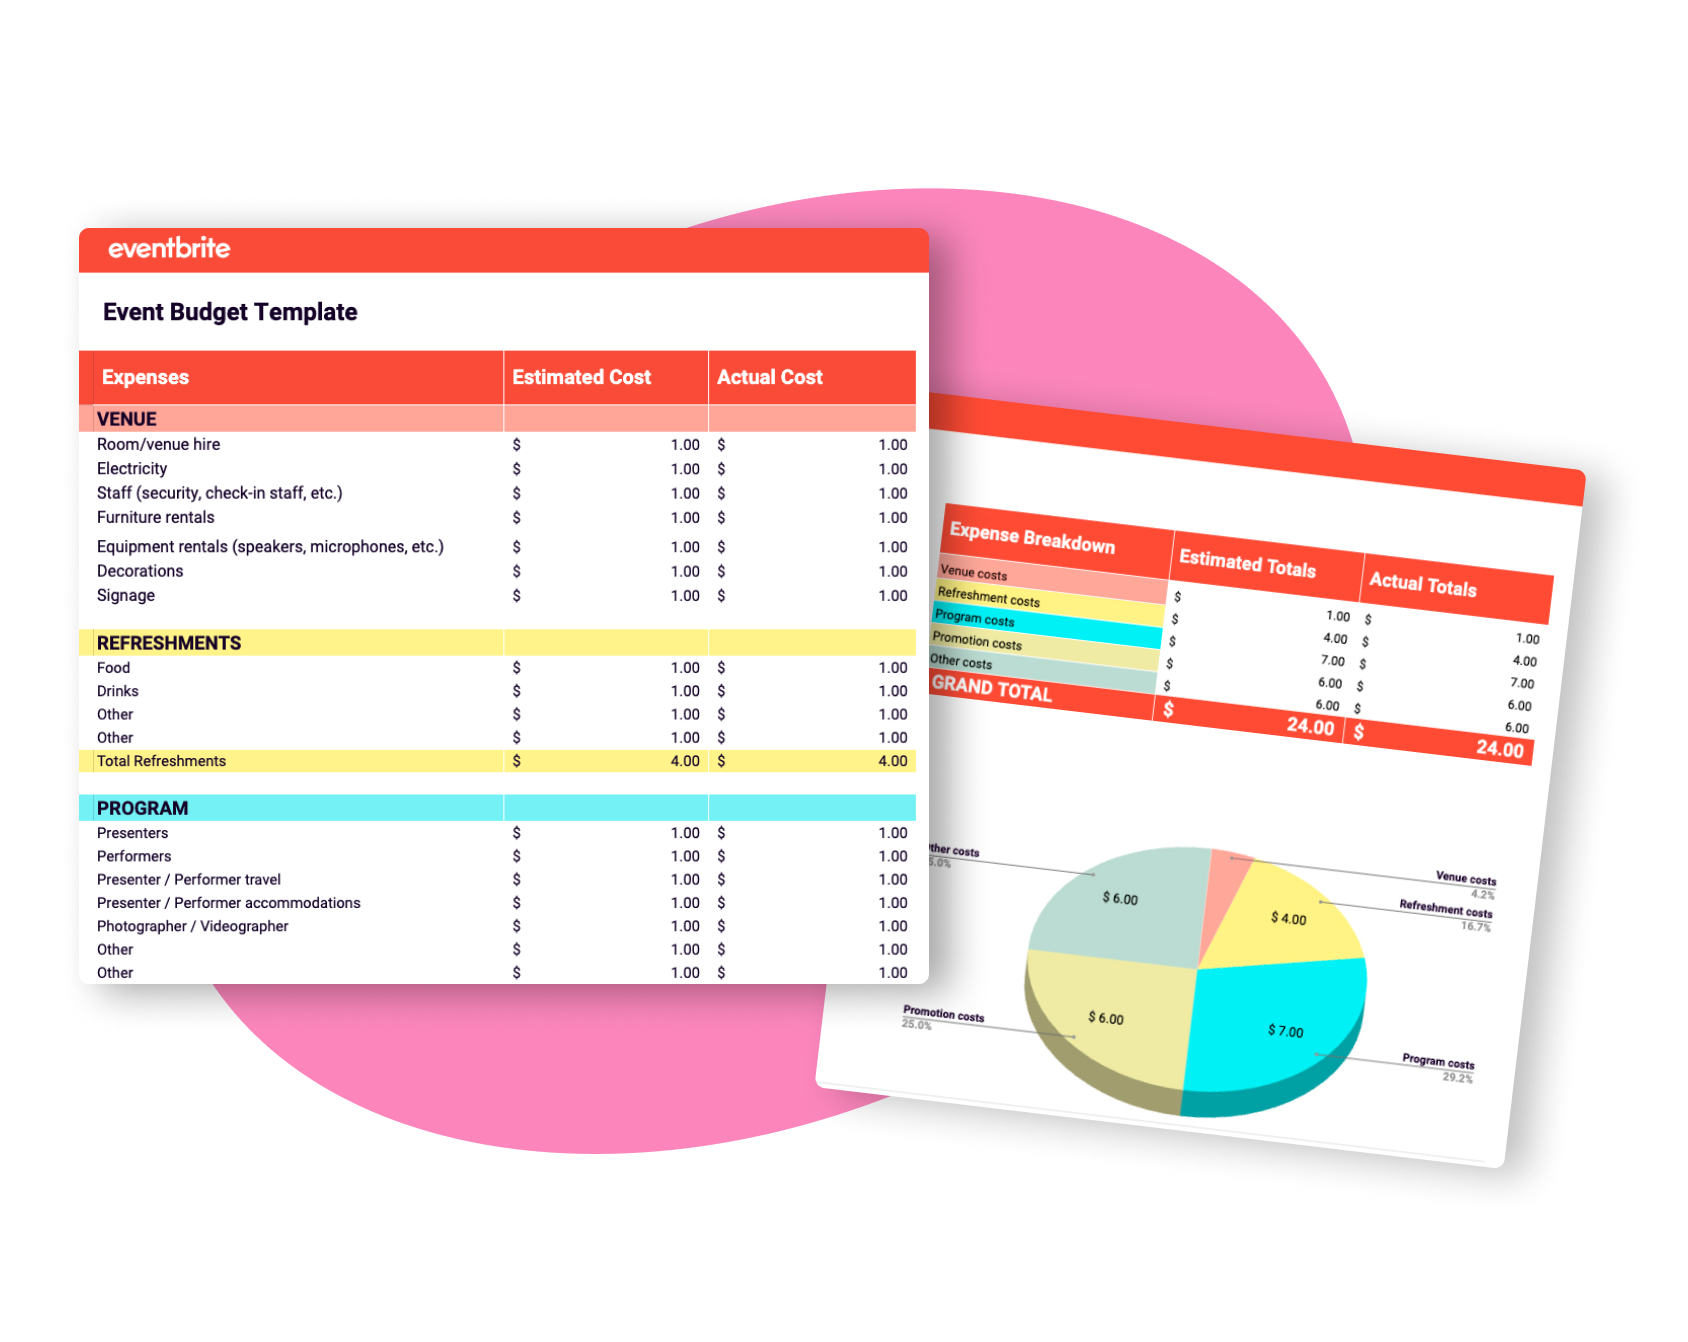 eventbrite
Event Budget Template
Expenses Estimated Cost Actual Cost
VENUE
Room/venue hire $ 1.00 $ 1.00
Electricity $ 1.00 $ 1.00
Staff (security, check-in staff, etc.) $ 1.00 $ 1.00
Furniture rentals $ 1.00 $ 1.00
Equipment rentals (speakers, microphones, etc.) $ 1.00 $ 1.00
Decorations $ 1.00 $ 1.00
Signage $ 1.00 $ 1.00
REFRESHMENTS
Food $ 1.00 $ 1.00
Drinks $ 1.00 $ 1.00
Other $ 1.00 $ 1.00
Other $ 1.00 $ 1.00
Total Refreshments $ 4.00 $ 4.00
PROGRAM
Presenters $ 1.00 $ 1.00
Performers $ 1.00 $ 1.00
Presenter / Performer travel $ 1.00 $ 1.00
Presenter / Performer accommodations $ 1.00 $ 1.00
Photographer / Videographer $ 1.00 $ 1.00
Other $ 1.00 $ 1.00
Other $ 1.00 $ 1.00
Expense Breakdown Estimated Totals Actual Totals
Venue costs $ 1.00 $ 1.00
Refreshment costs $ 4.00 $ 4.00
Program costs $ 7.00 $ 7.00
Promotion costs $ 6.00 $ 6.00
Other costs $ 6.00 $ 6.00
GRAND TOTAL $ 24.00 $ 24.00
ther costs
5.0%
$ 6.00
Venue costs
4.2%
$ 4.00
Refreshment costs
16.7%
Promotion costs
25.0%
$ 6.00
$ 7.00
Program costs
29.2%